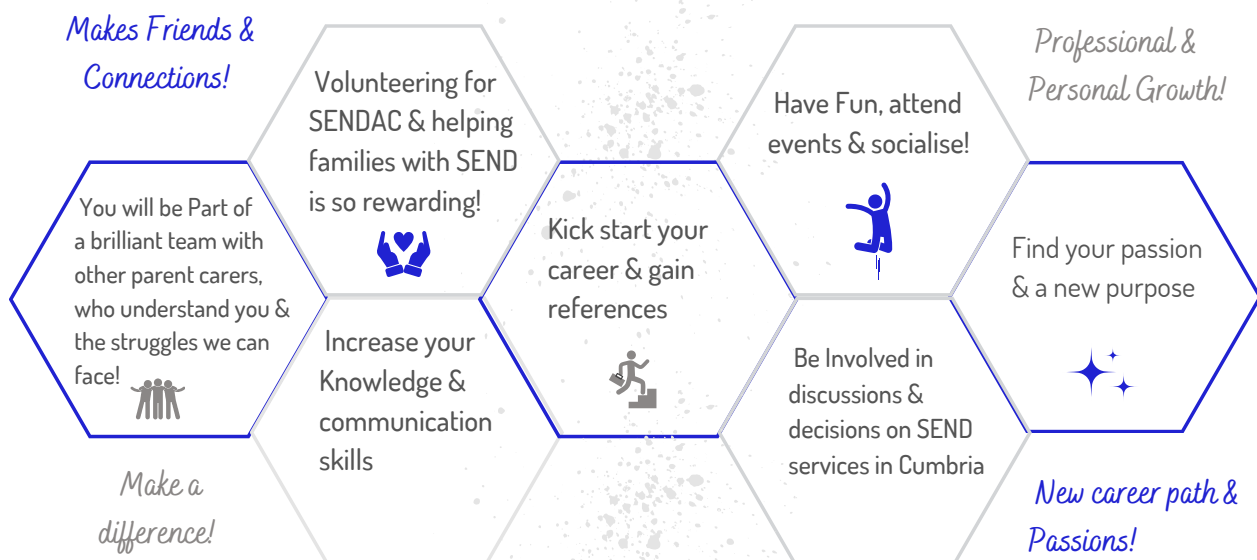 Makes Friends &
Connections!
You will be Part of
a brilliant team with
other parent carers,
who understand you &
the struggles we can
face!
Make a
difference!
Volunteering for
SENDAC & helping
families with SEND
is so rewarding!
Increase your
Knowledge &
communication
skills
Kick start your
career & gain
references
Have Fun, attend
events & socialise!
Be Involved in
discussions &
decisions on SEND
services in Cumbria
Professional &
Personal Growth!
Find your passion
& a new purpose
New career path &
Passions!